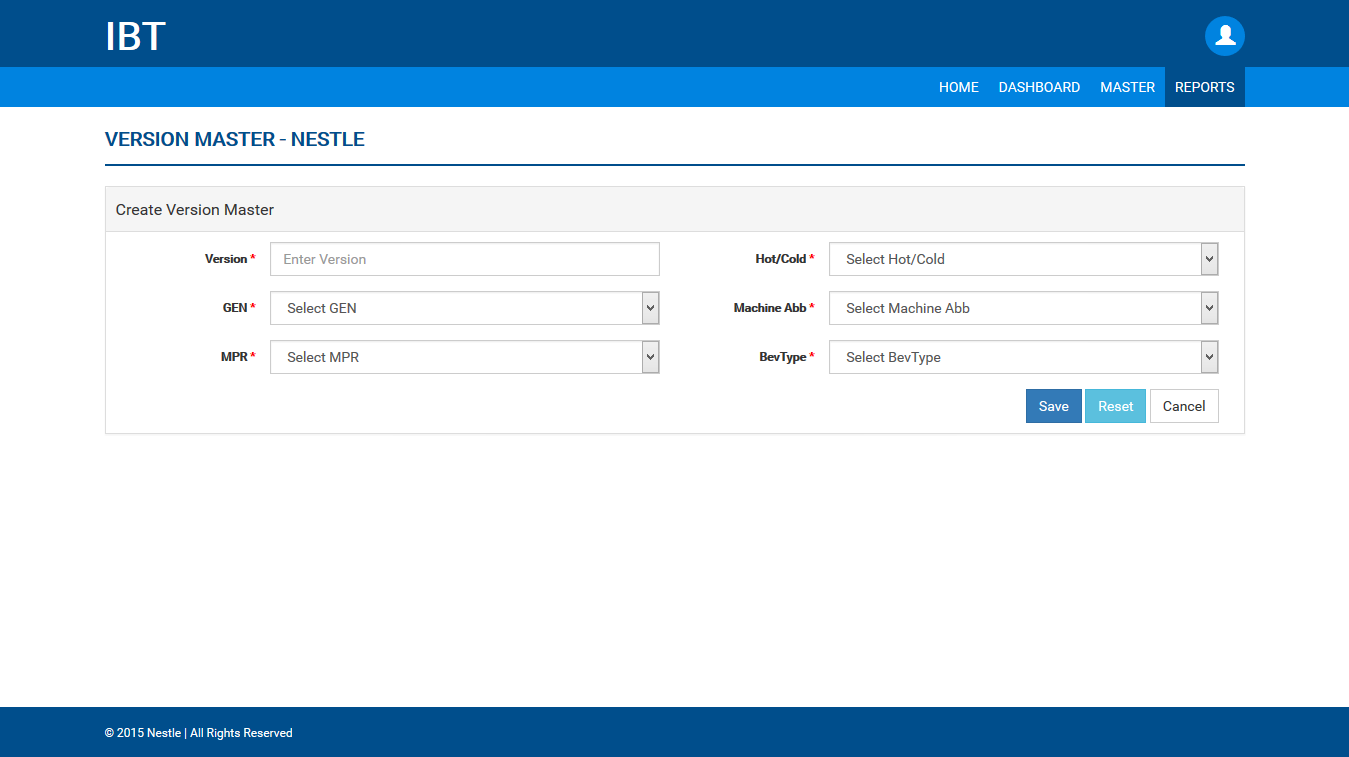 IBT
HOME DASHBOARD MASTER REPORTS
VERSION MASTER - NESTLE
Create Version Master
Version * Enter Version Hot/Cold * Select Hot/Cold
GEN * Select GEN Machine Abb * Select Machine Abb
MPR * Select MPR BevType * Select BevType
Save Reset Cancel
© 2015 Nestle | All Rights Reserved